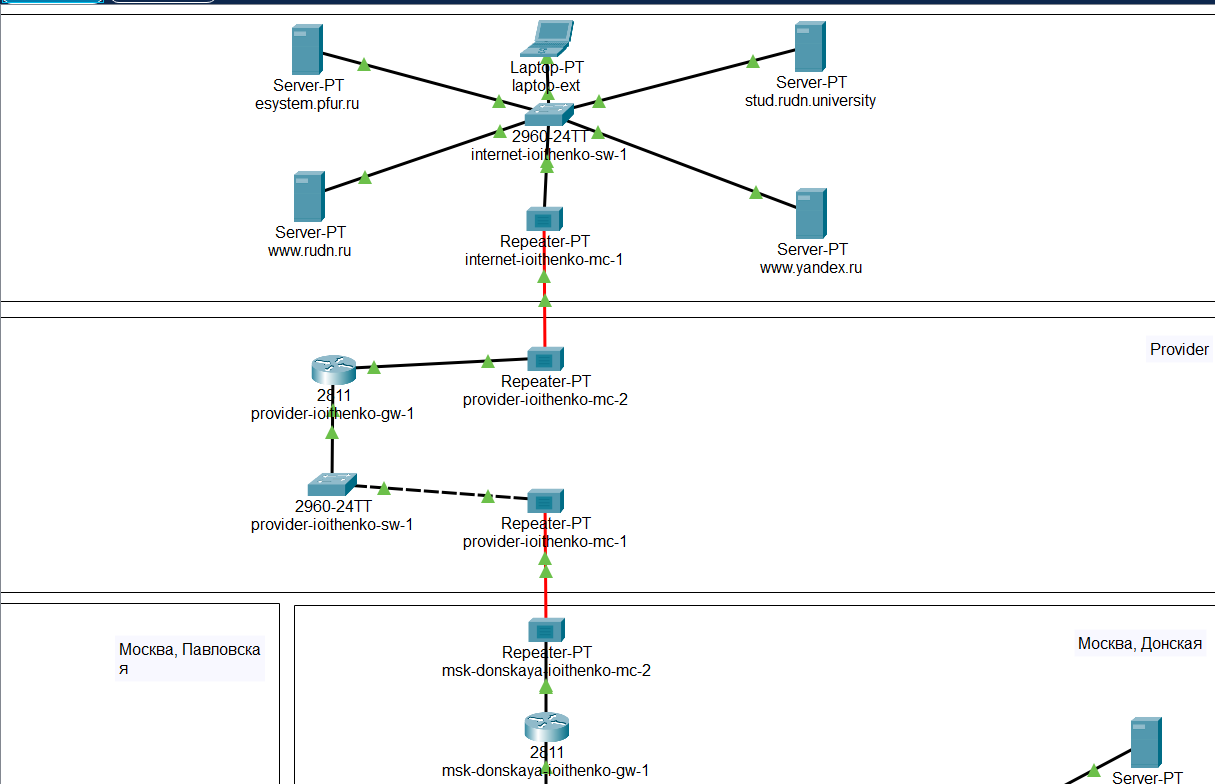 Laptop-PT
laptop-ext
Server-PT
esystem.pfur.ru
Server-PT
stud.rudn.university
2960-24TT
internet-ioithenko-sw-1
Server-PT
www.rudn.ru
Repeater-PT
internet-ioithenko-mc-1
Server-PT
www.yandex.ru
Provider
2811
provider-ioithenko-gw-1
Repeater-PT
provider-ioithenko-mc-2
2960-24TT
provider-ioithenko-sw-1
Repeater-PT
provider-ioithenko-mc-1
Москва, Павловска
я
Repeater-PT
msk-donskaya-ioithenko-mc-2
Москва, Донская
2811
msk-donskaya-ioithenko-gw-1
Server-PT